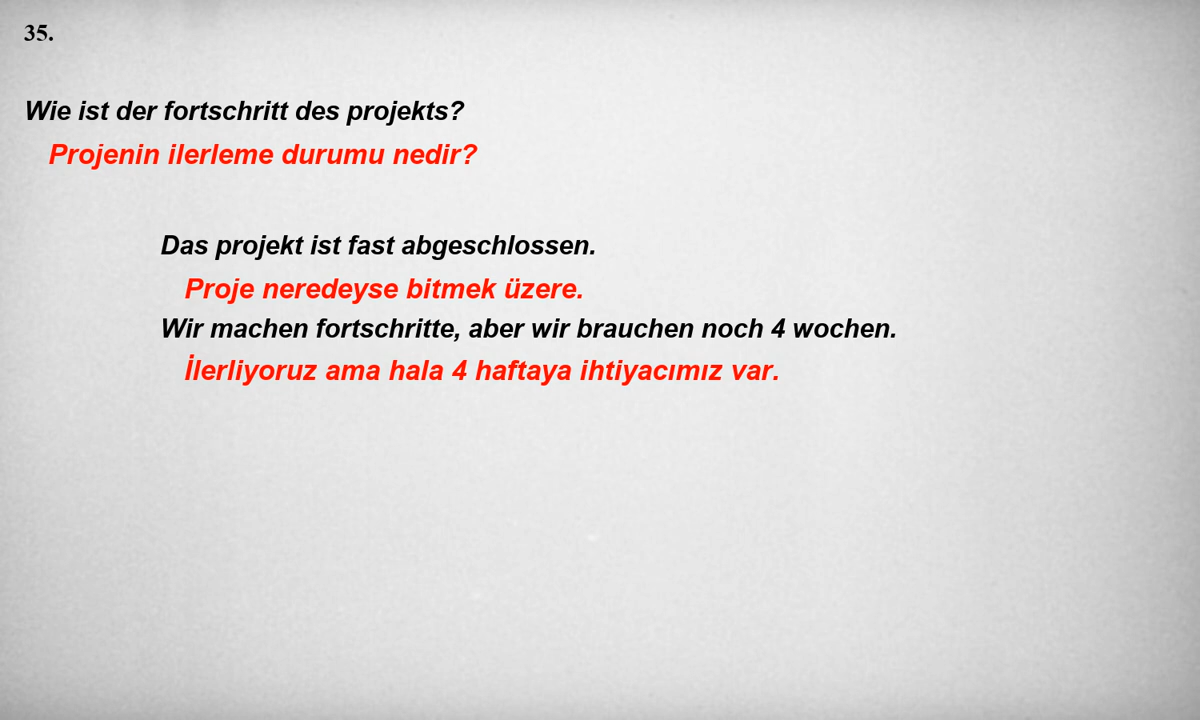 35.
Wie ist der fortschritt des projekts?
Projenin ilerleme durumu nedir?
Das projekt ist fast abgeschlossen.
Proje neredeyse bitmek üzere.
Wir machen fortschritte, aber wir brauchen noch 4 wochen.
İlerliyoruz ama hala 4 haftaya ihtiyacımız var.